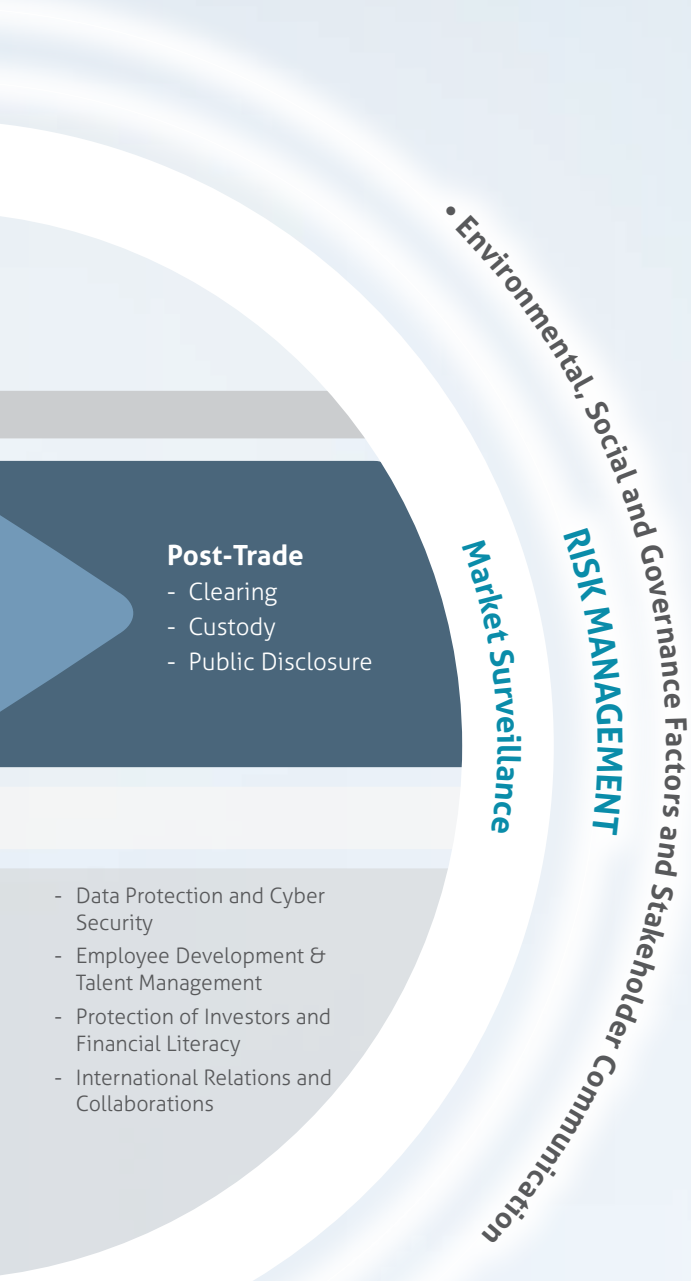 • Environmental, Social and Governance Factors and Stakeholder Communication
RISK MANAGEMENT
Market Surveillance
Post-Trade
- Clearing
- Custody
- Public Disclosure
- Data Protection and Cyber
Security
- Employee Development &
Talent Management
- Protection of Investors and
Financial Literacy
- International Relations and
Collaborations